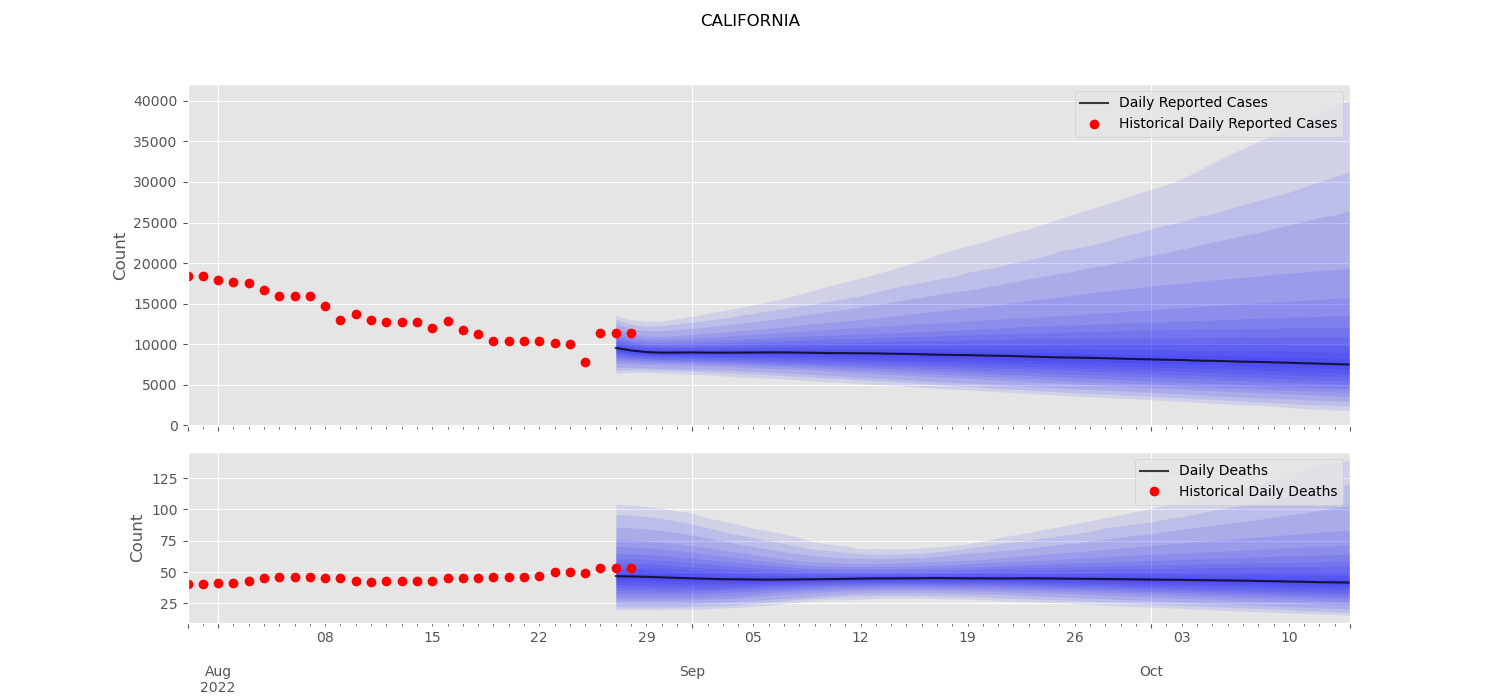 CALIFORNIA
40000
35000
30000
25000
20000
15000
10000
5000
0
Count
Daily Reported Cases
Historical Daily Reported Cases
125
100
75
50
25
Count
Daily Deaths
Historical Daily Deaths
08 15 22 29 05 12 19 26 03 10
Aug Sep Oct
2022